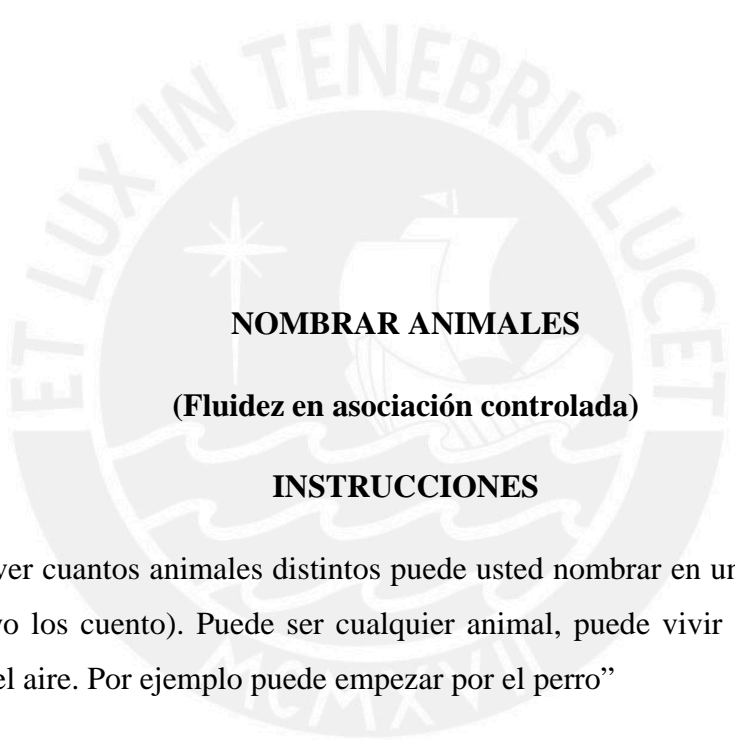 ET LUX IN TENEBRIS LUCET
NOMBRAR ANIMALES
(Fluidez en asociación controlada)
INSTRUCCIONES
ver cuantos animales distintos puede usted nombrar en un
yo los cuento). Puede ser cualquier animal, puede vivir
el aire. Por ejemplo puede empezar por el perro”
MCMXVII